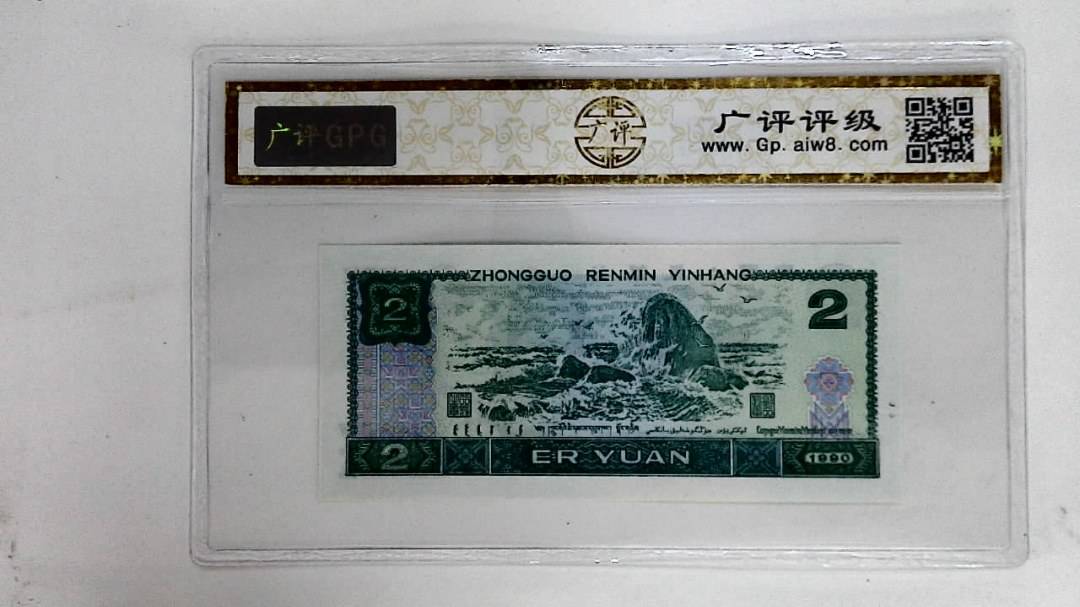 广评GPG
广评
广评评级
www.Gp.aiw8.com
ZHONGGUO RENMIN YINHANG
2
2
2
ER YUAN
1990